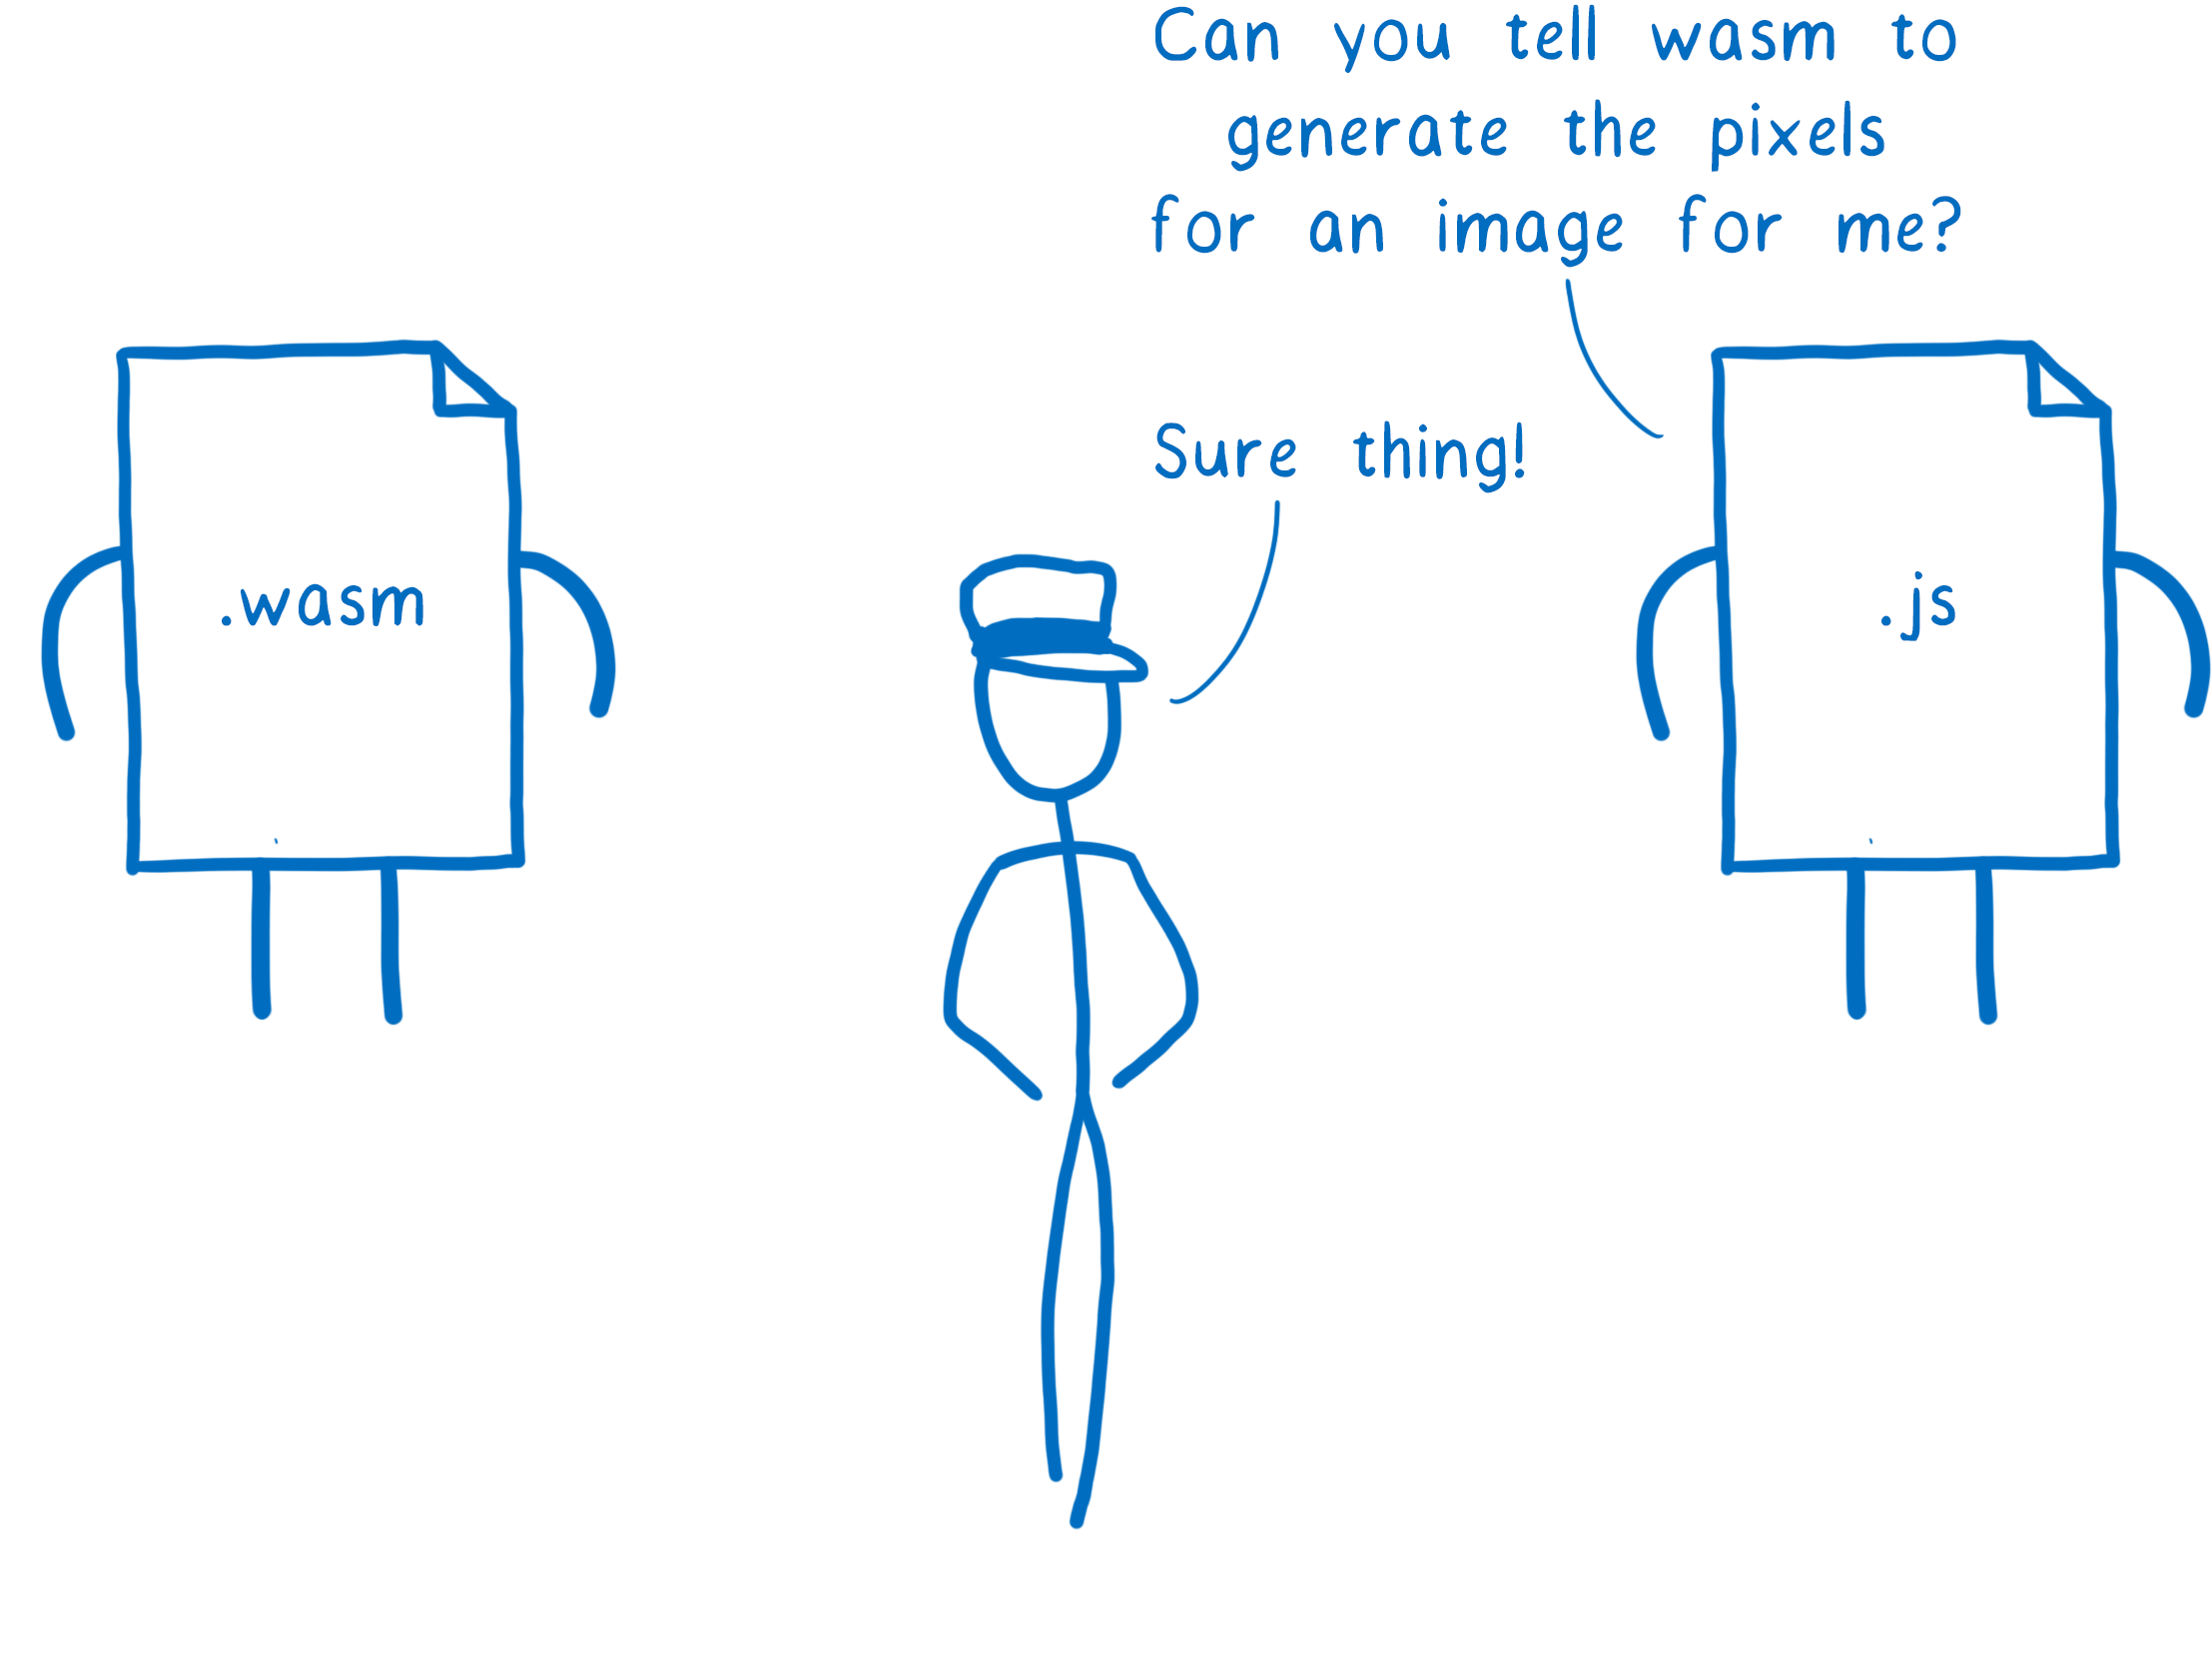 Can you tell wasm to
generate the pixels
for an image for me?
Sure thing!
.wasm
.js